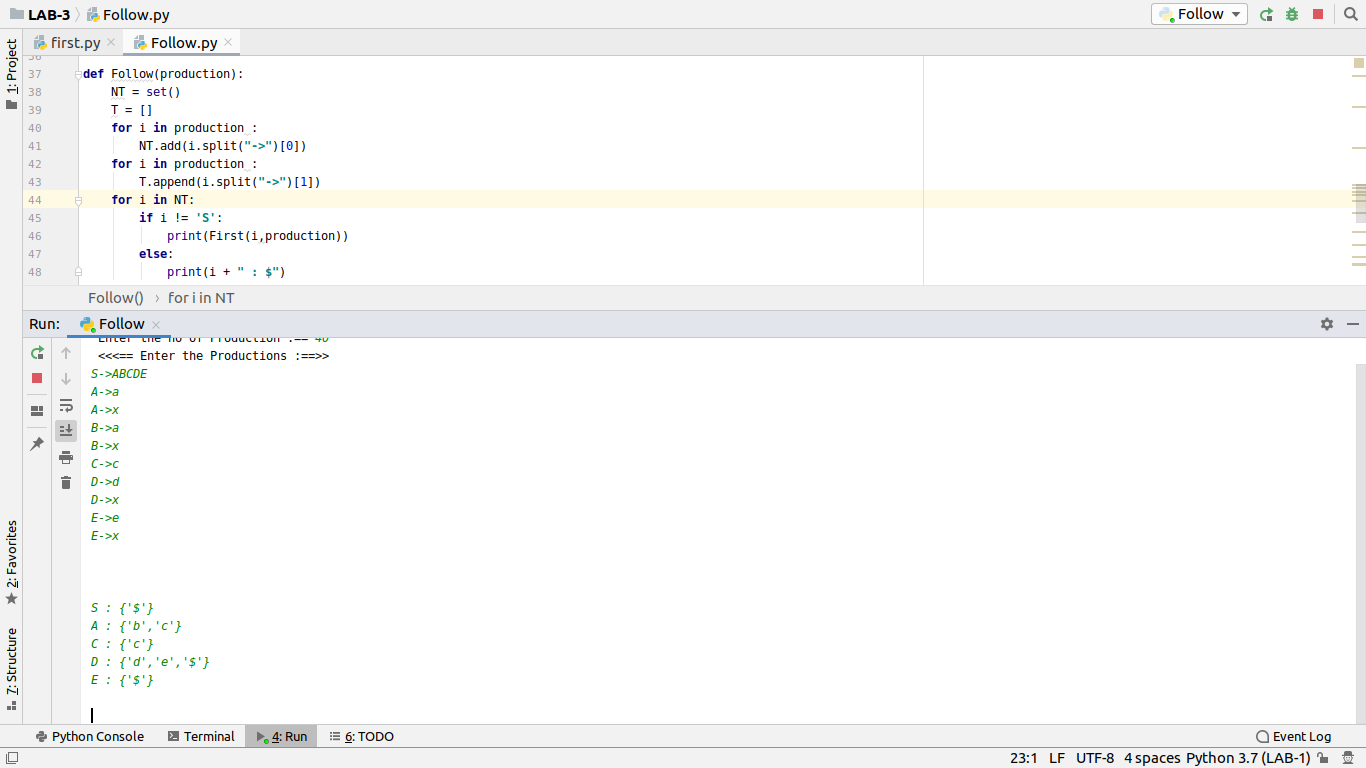 LAB-3 Follow.py Follow
first.py Follow.py
1: Project
36
37 def Follow(production):
38 NT = set()
39 T = []
40 for i in production :
41 NT.add(i.split("->")[0])
42 for i in production :
43 T.append(i.split("->")[1])
44 for i in NT:
45 if i != 'S':
46 print(First(i,production))
47 else:
48 print(i + " : $")
Follow() › for i in NT
Run: Follow
Enter the no of Production :== 40
<<<== Enter the Productions :==>>
S->ABCDE
A->a
A->x
B->a
B->x
C->c
D->d
D->x
E->e
E->x
S : {'$'}
A : {'b','c'}
C : {'c'}
D : {'d','e','$'}
E : {'$'}
2: Favorites
7: Structure
Python Console Terminal 4: Run 6: TODO Event Log
23:1 LF UTF-8 4 spaces Python 3.7 (LAB-1)